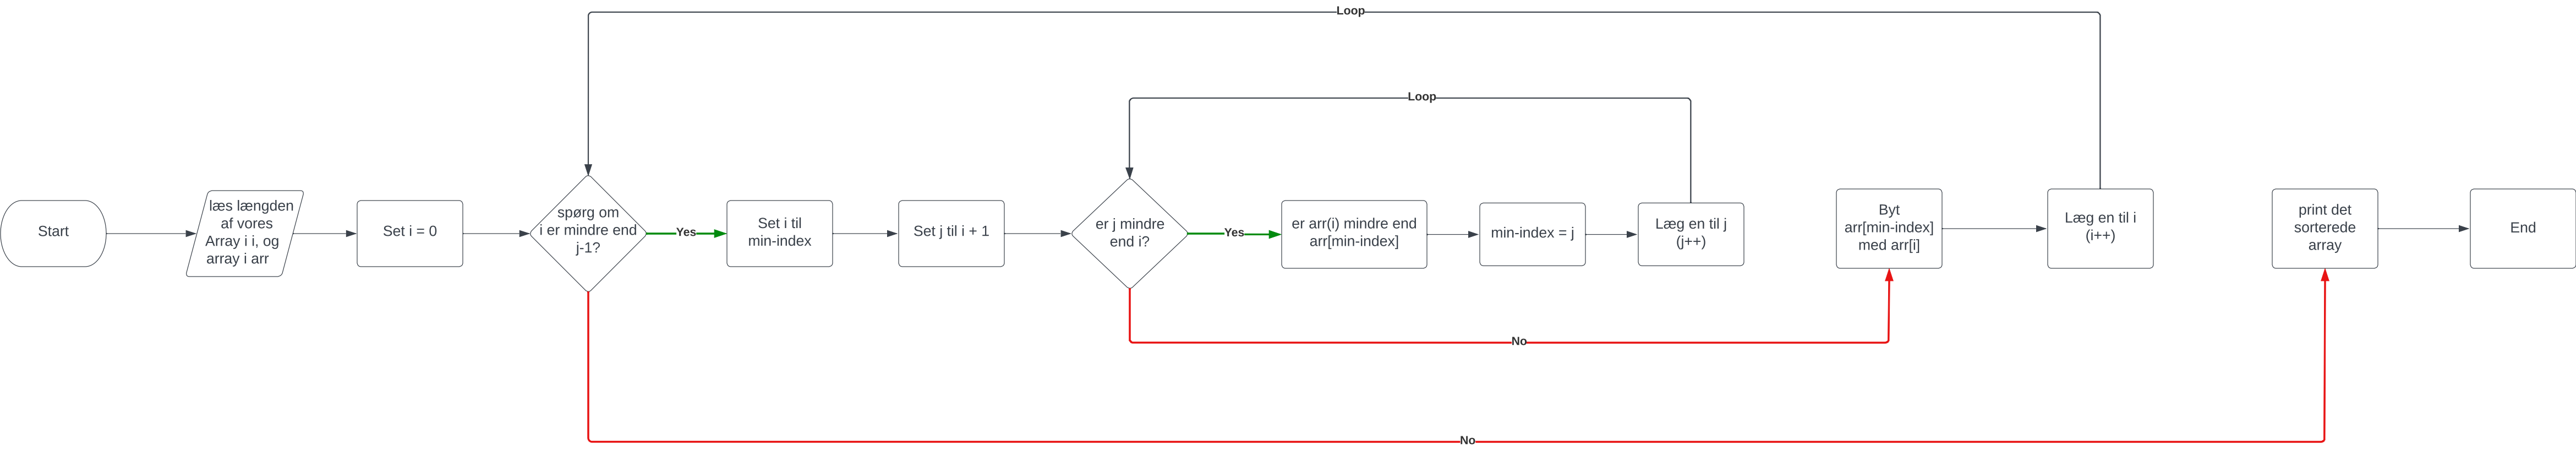 Loop
Loop
Start
læs længden
af vores
Array i i, og
array i arr
Set i = 0
spørg om
i er mindre end
j-1?
Yes
Set i til
min-index
Set j til i + 1
er j mindre
end i?
Yes
er arr(i) mindre end
arr[min-index]
min-index = j
Læg en til j
(j++)
Byt
arr[min-index]
med arr[i]
Læg en til i
(i++)
print det
sorterede
array
End
No
No